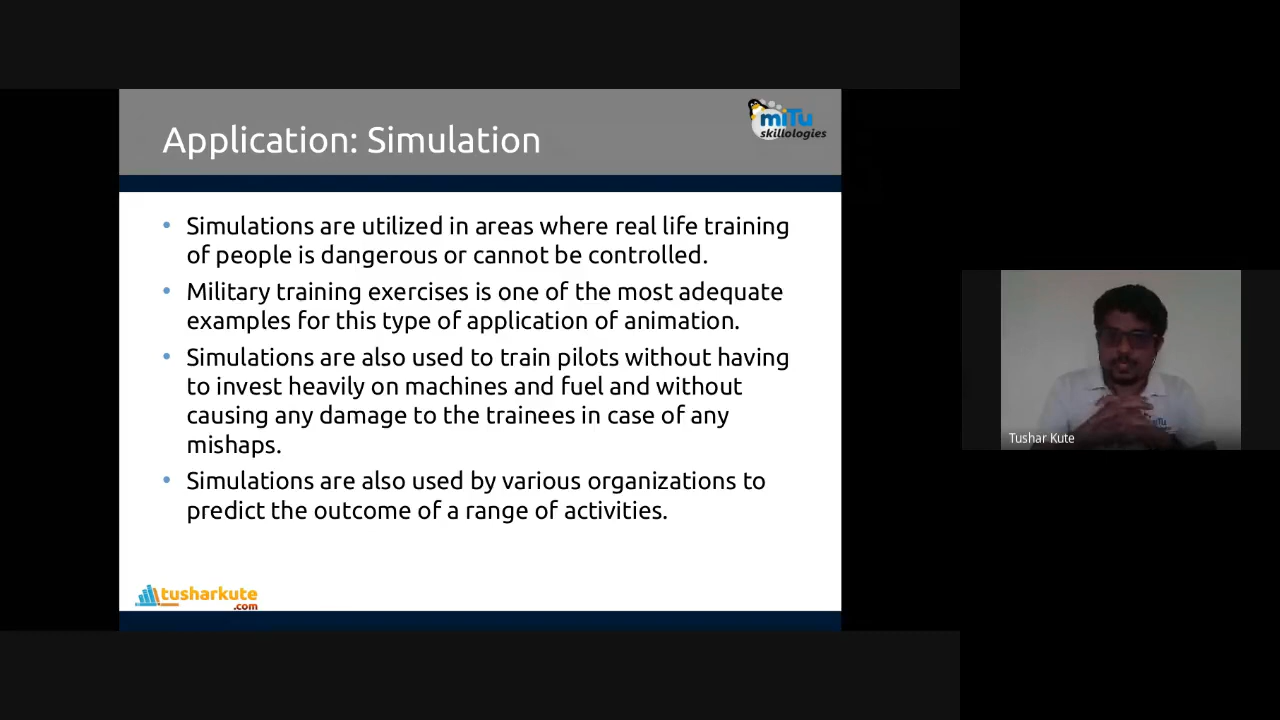 Application: Simulation
miTu
skillologies
• Simulations are utilized in areas where real life training
of people is dangerous or cannot be controlled.
• Military training exercises is one of the most adequate
examples for this type of application of animation.
• Simulations are also used to train pilots without having
to invest heavily on machines and fuel and without
causing any damage to the trainees in case of any
mishaps.
• Simulations are also used by various organizations to
predict the outcome of a range of activities.
tusharkute
.com
miTu
Tushar Kute